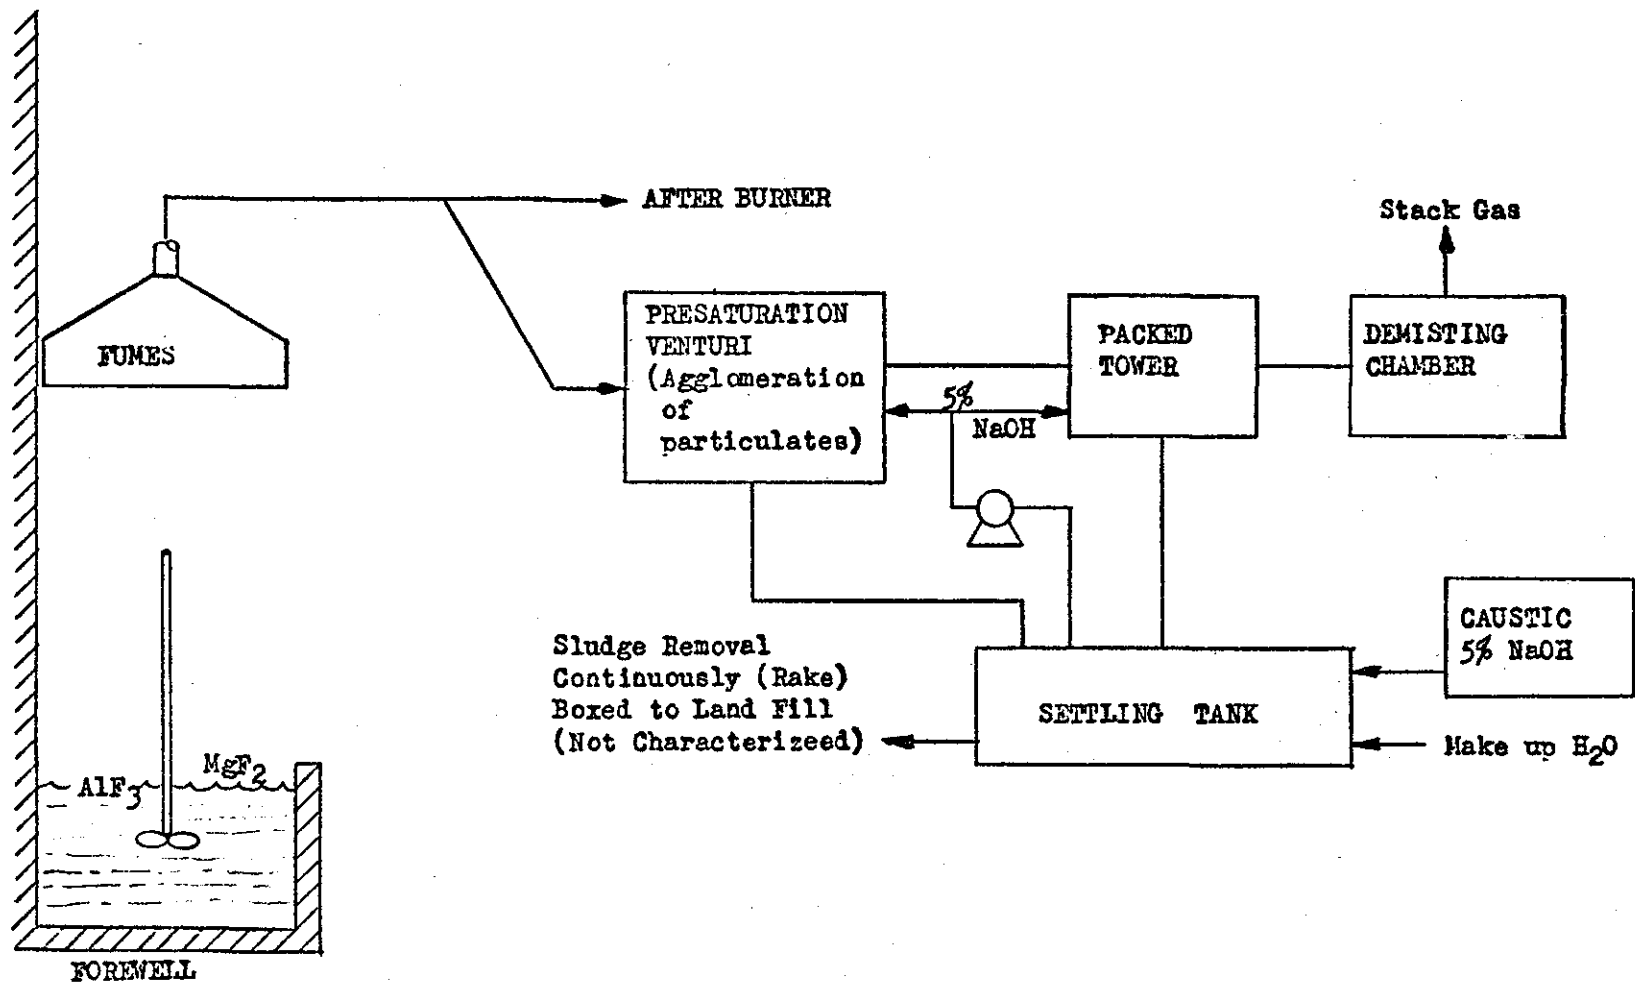 AFTER BURNER
Stack Gas
FUMES
PRESATURATION
VENTURI
(Agglomeration
of
particulates)
PACKED
TOWER
DEMISTING
CHAMBER
5%
NaOH
CAUSTIC
5% NaOH
Sludge Removal
Continuously (Rake)
Boxed to Land Fill
(Not Characterizeed)
SETTLING TANK
Make up H2O
AlF3
MgF2
FOREWELL